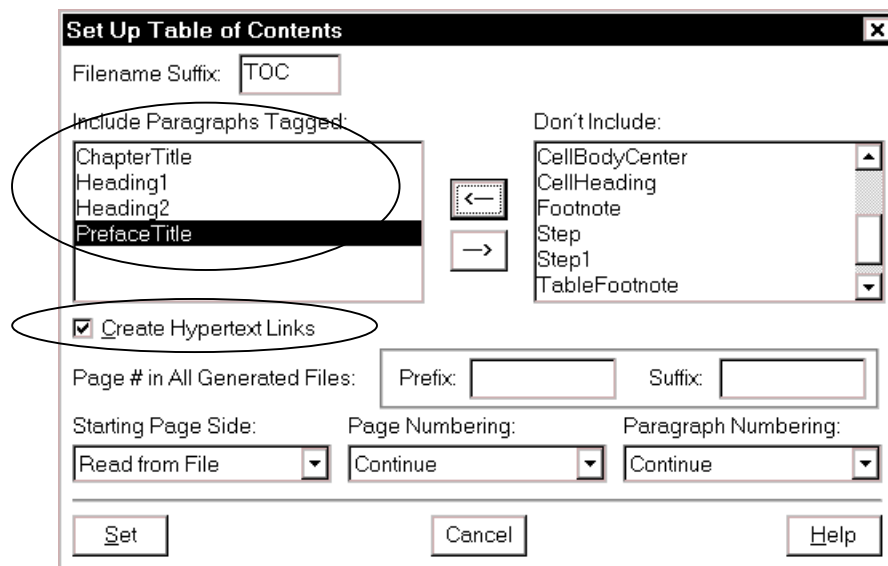 Set Up Table of Contents
Filename Suffix: TOC
Include Paragraphs Tagged: Don't Include:
ChapterTitle CellBodyCenter
Heading1 CellHeading
Heading2 Footnote
PrefaceTitle Step
Step1
TableFootnote
<— 
—>
Create Hypertext Links
Page # in All Generated Files: Prefix: Suffix:
Starting Page Side: Page Numbering: Paragraph Numbering:
Read from File Continue Continue
Set Cancel Help